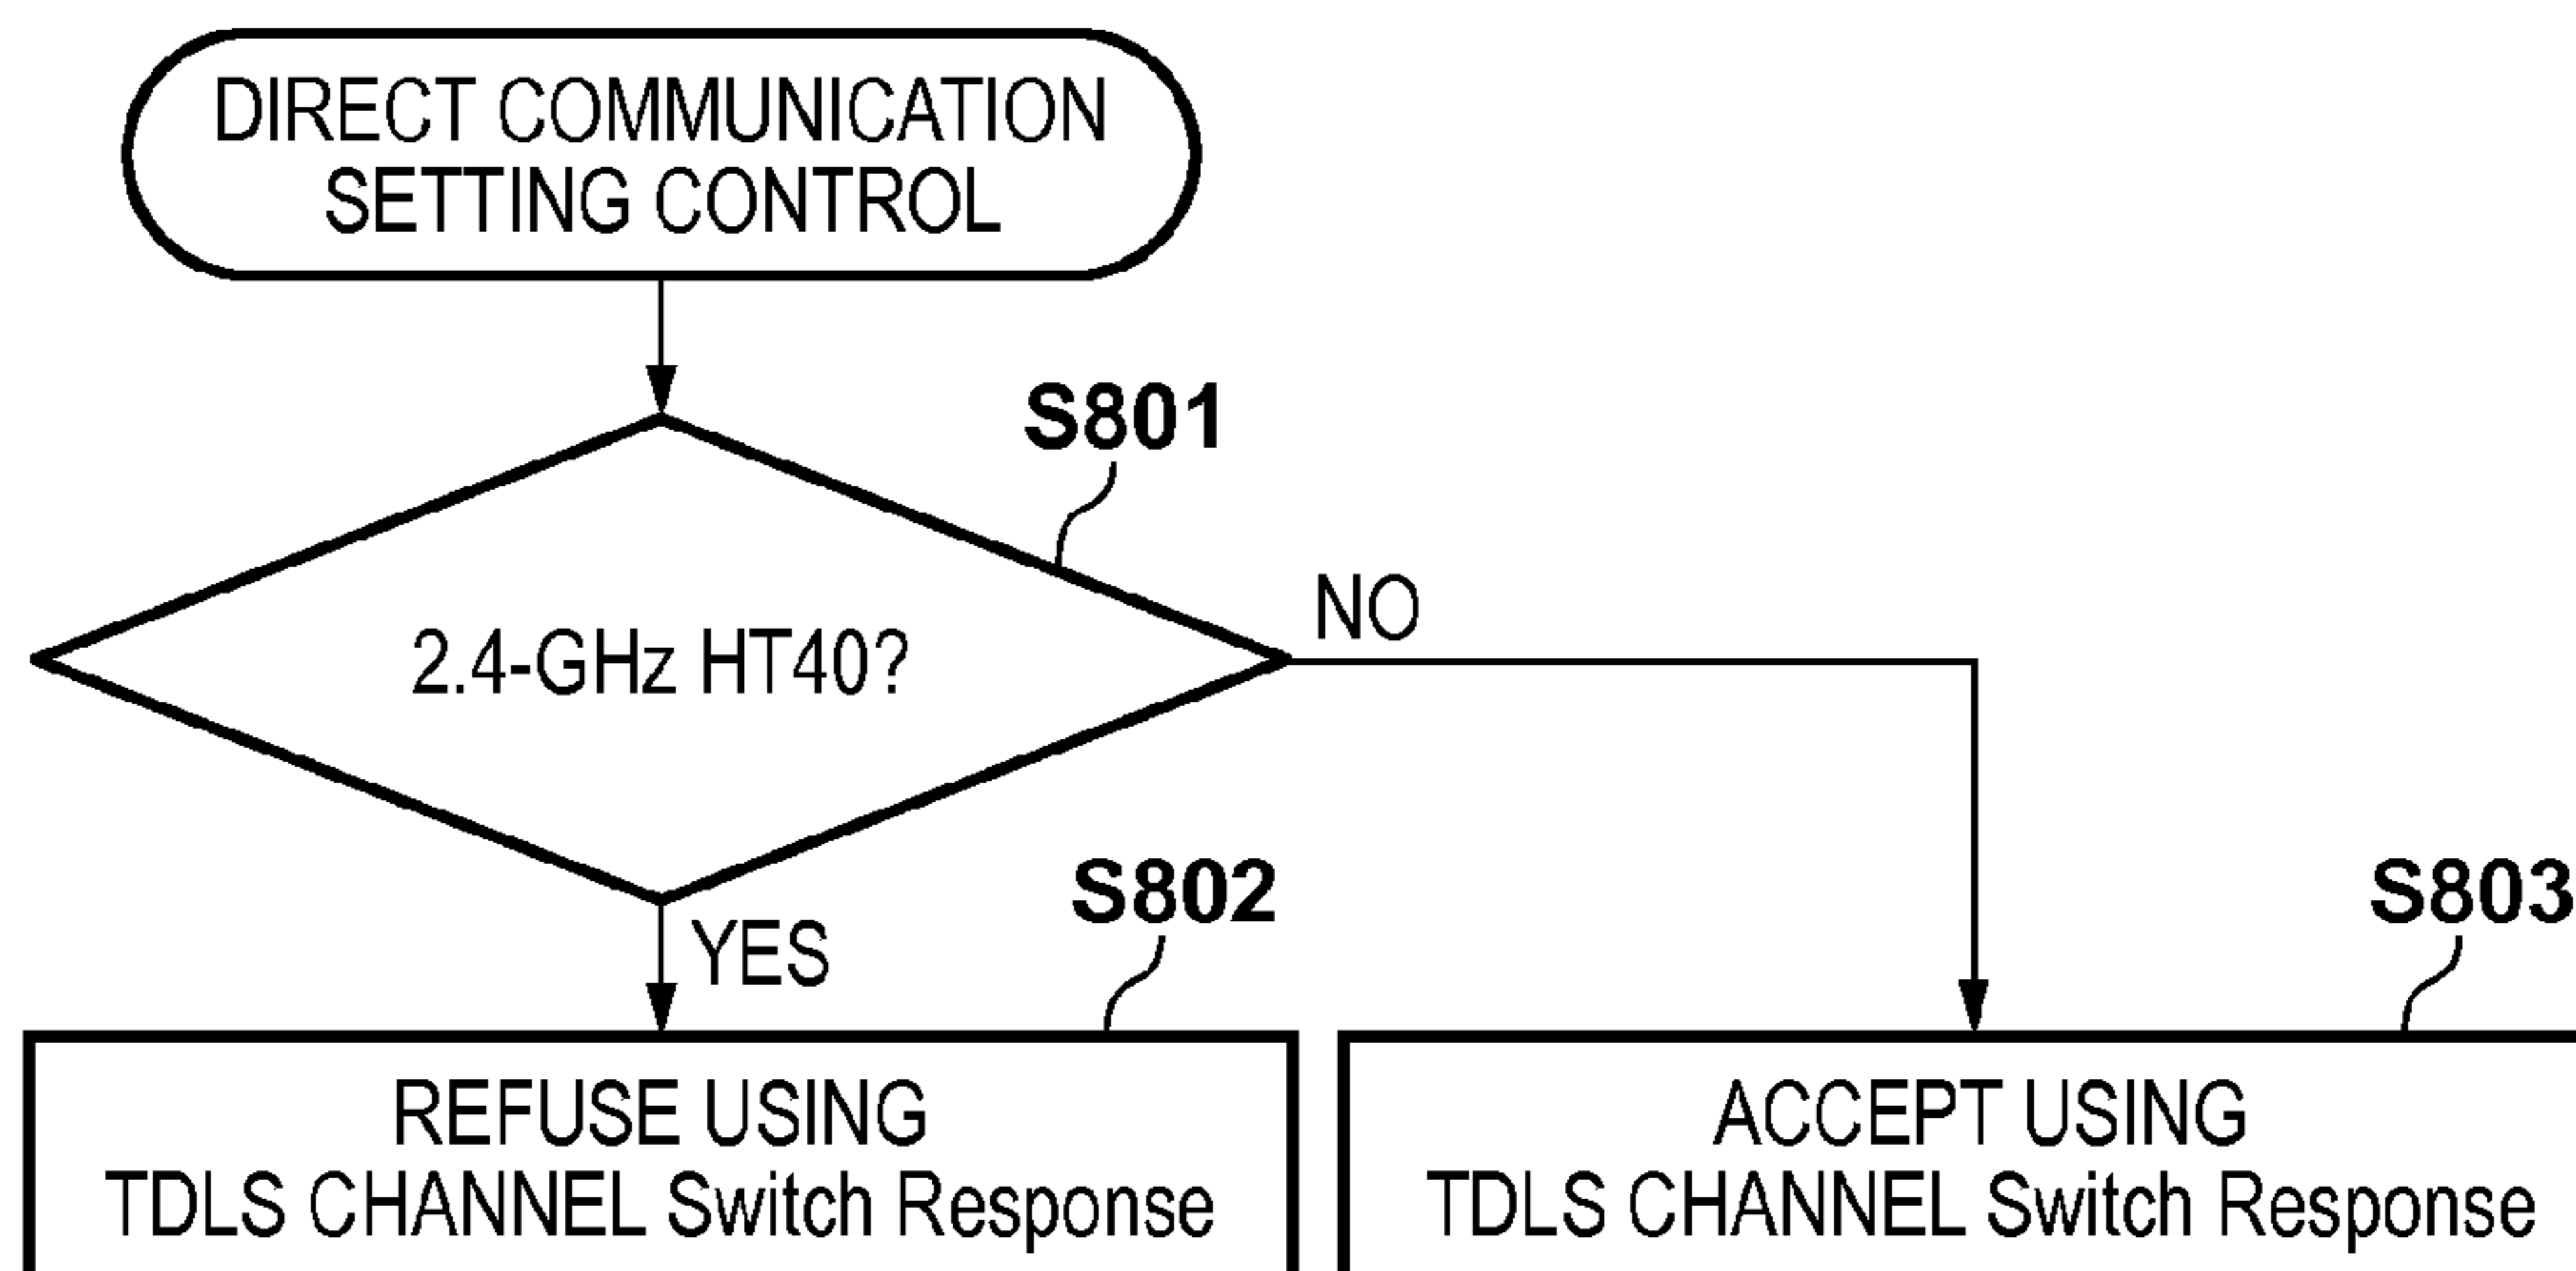 DIRECT COMMUNICATION
SETTING CONTROL
S801
2.4-GHz HT40?
NO
YES
S802
S803
REFUSE USING
TDLS CHANNEL Switch Response
ACCEPT USING
TDLS CHANNEL Switch Response